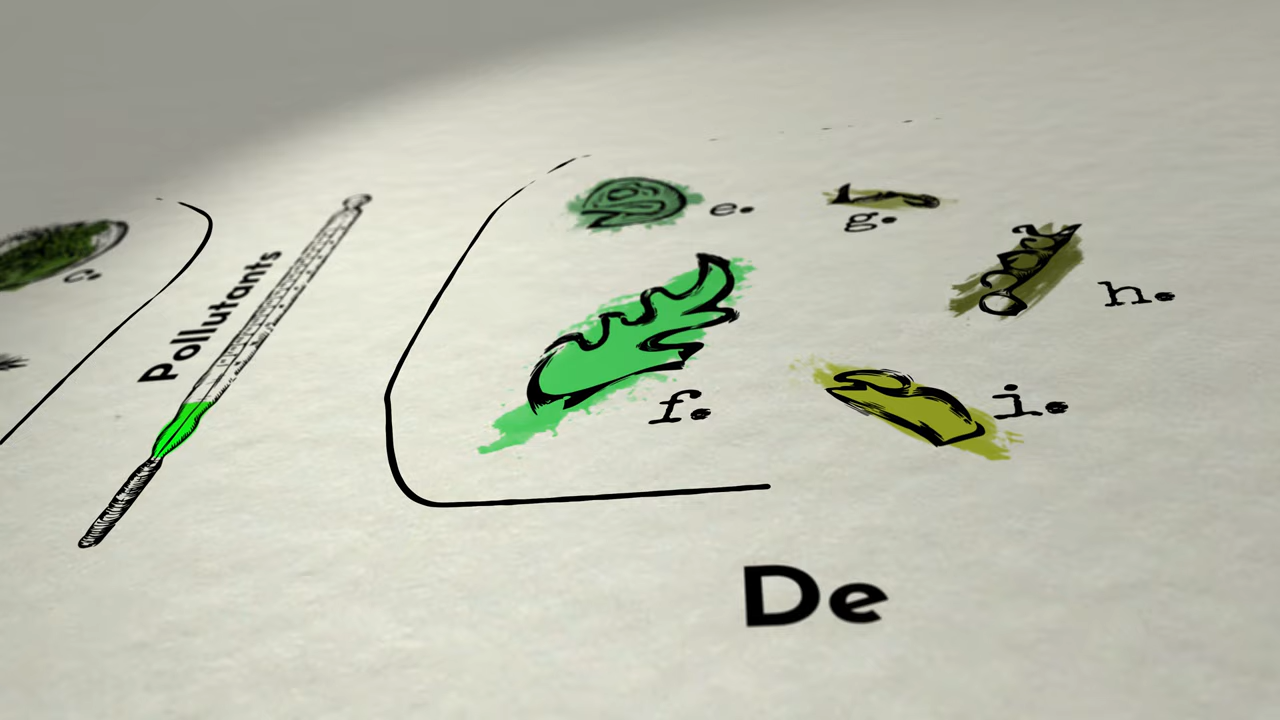 c.
Pollutants
e.
g.
h.
f.
i.
De